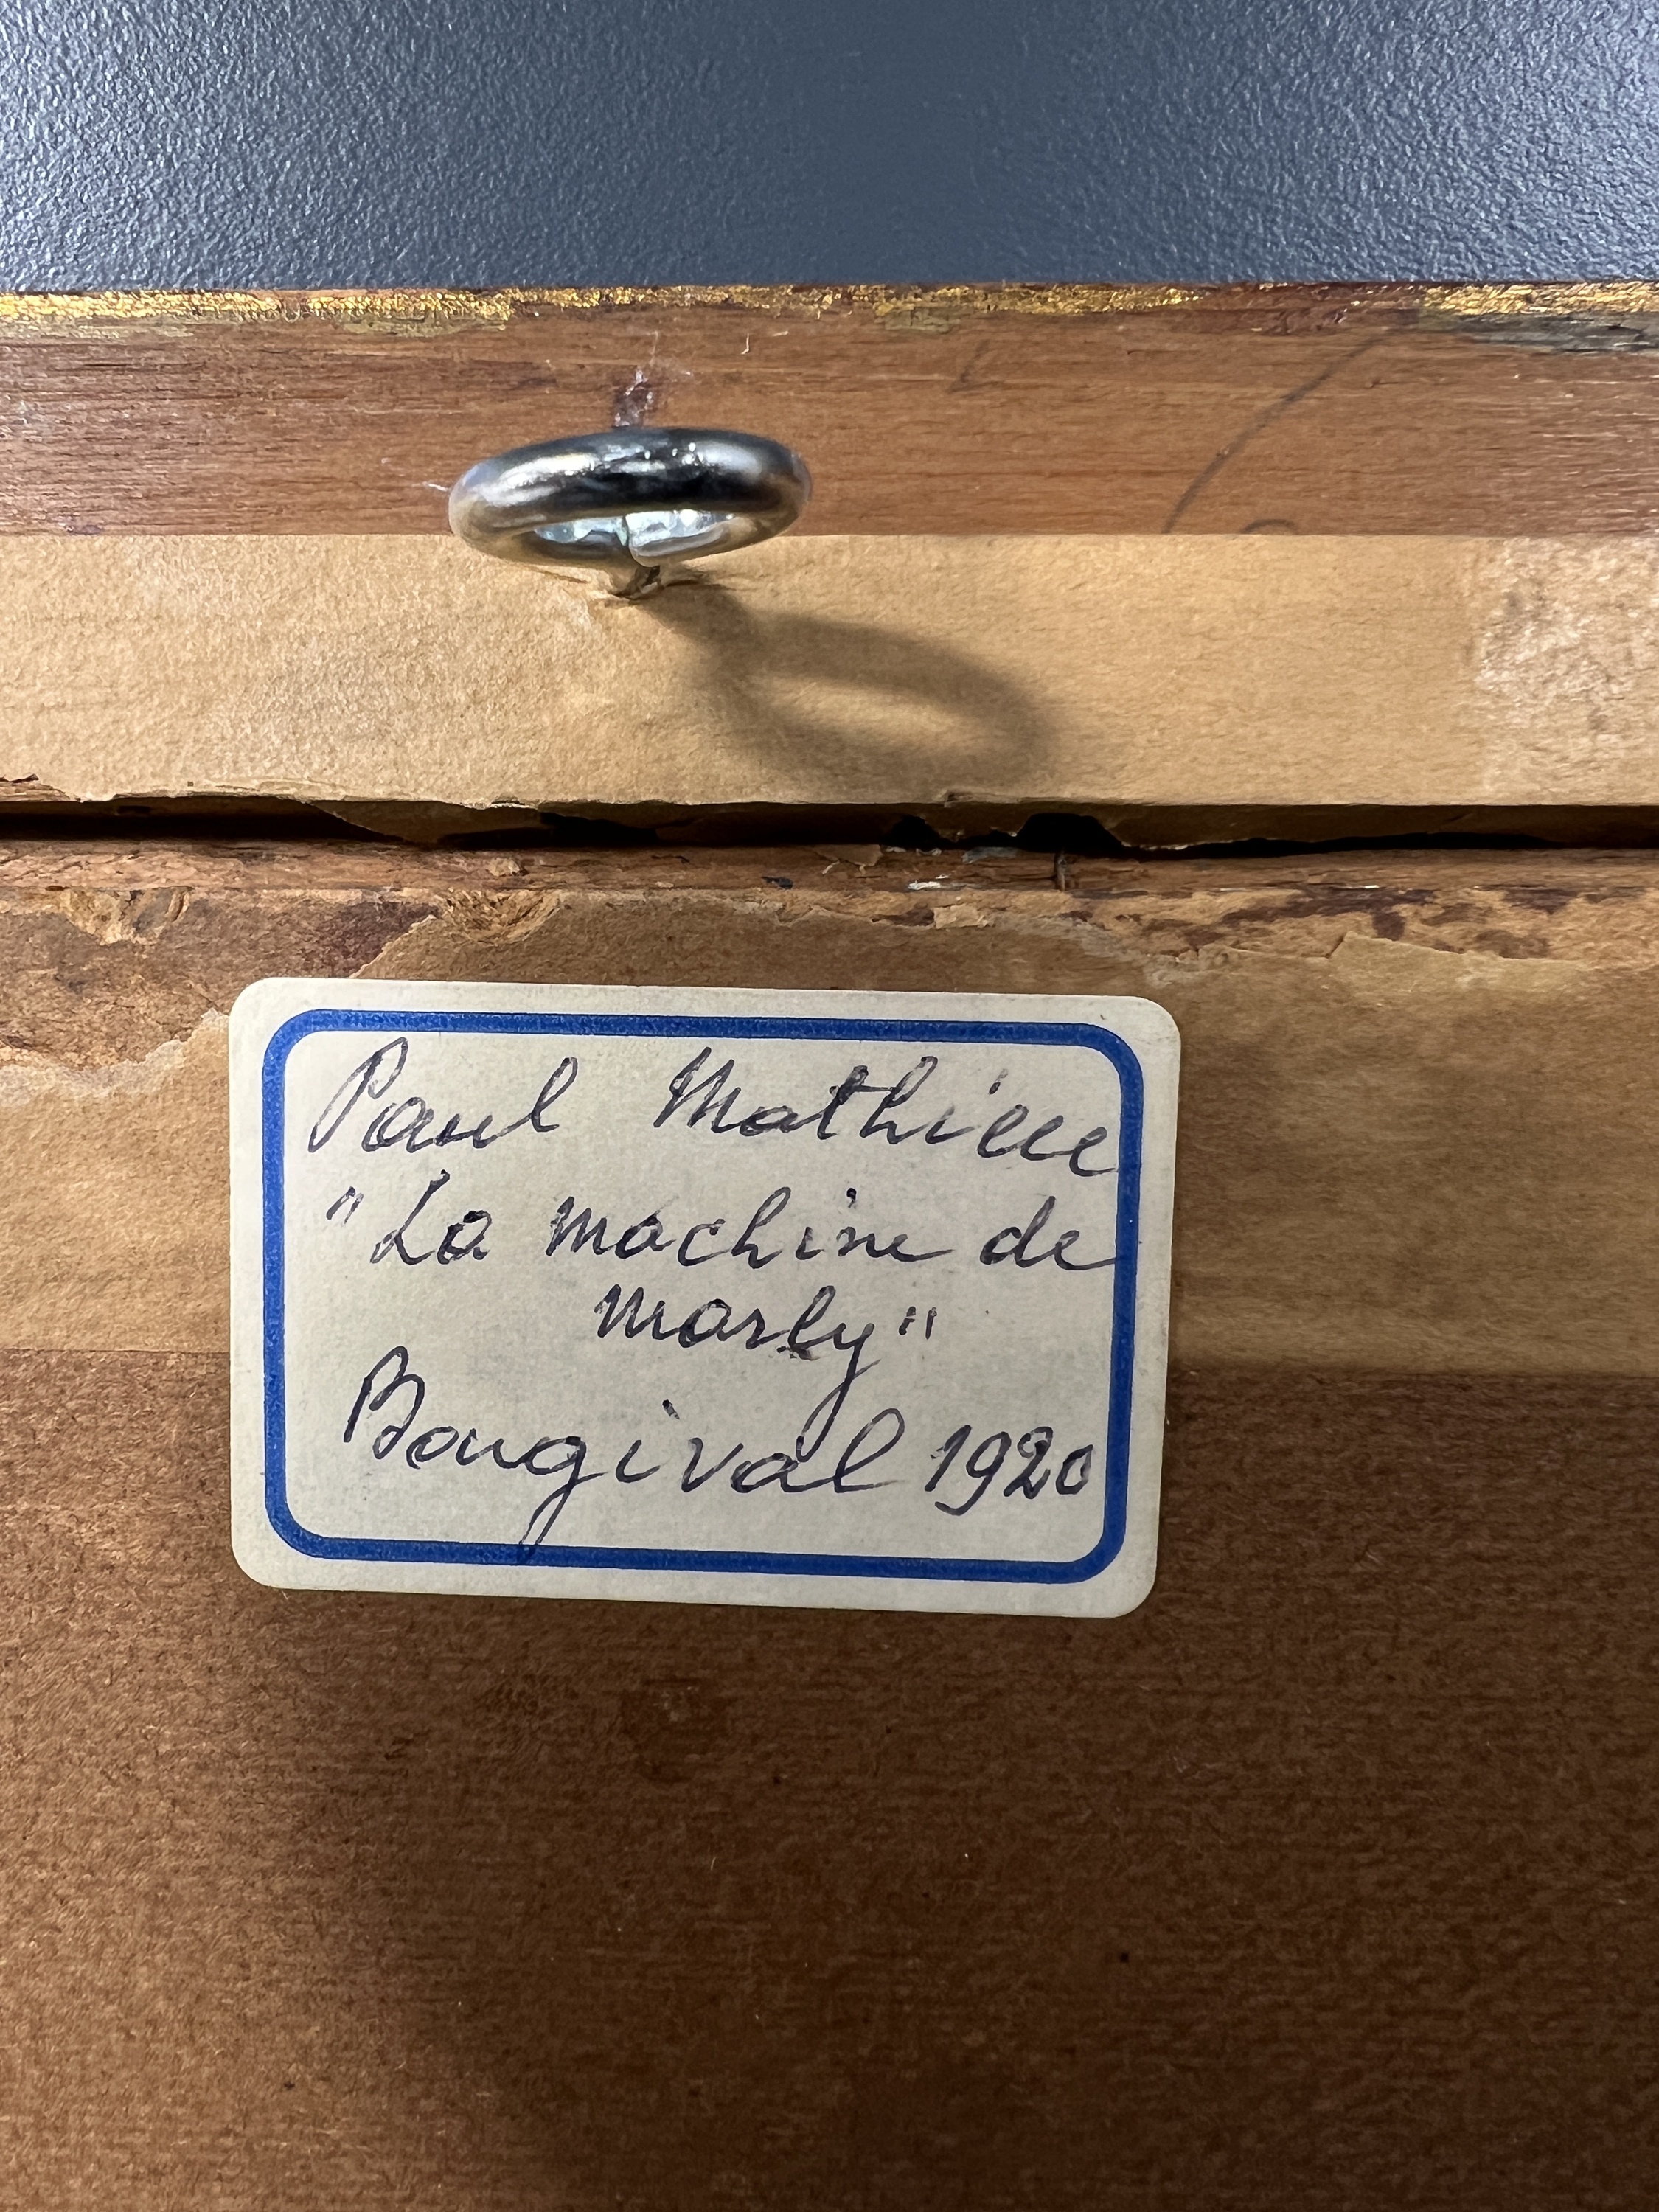 Paul Mathieu
"La machine de
marly"
Bougival 1920